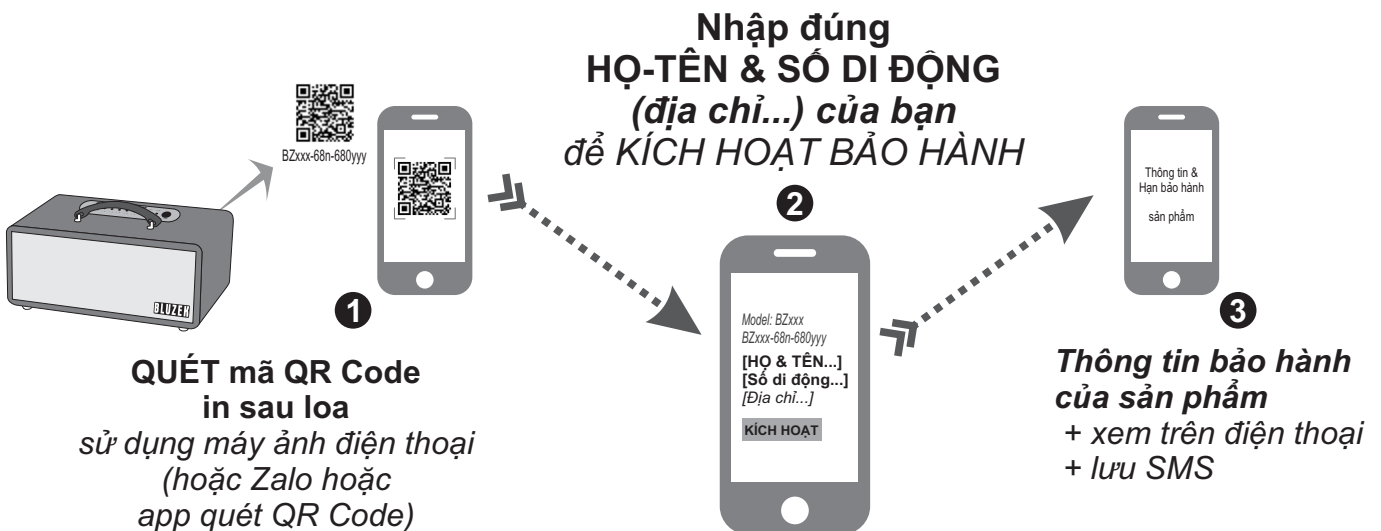 BZxxx-68n-680yyy
BLUZEK
1
QUÉT mã QR Code
in sau loa
sử dụng máy ảnh điện thoại
(hoặc Zalo hoặc
app quét QR Code)
Nhập đúng
HỌ-TÊN & SỐ DI ĐỘNG
(địa chỉ...) của bạn
để KÍCH HOẠT BẢO HÀNH
2
Model: BZxxx
BZxxx-68n-680yyy
[HỌ & TÊN...]
[Số di động...]
[Địa chỉ...]
KÍCH HOẠT
Thông tin &
Hạn bảo hành
sản phẩm
3
Thông tin bảo hành
của sản phẩm
+ xem trên điện thoại
+ lưu SMS